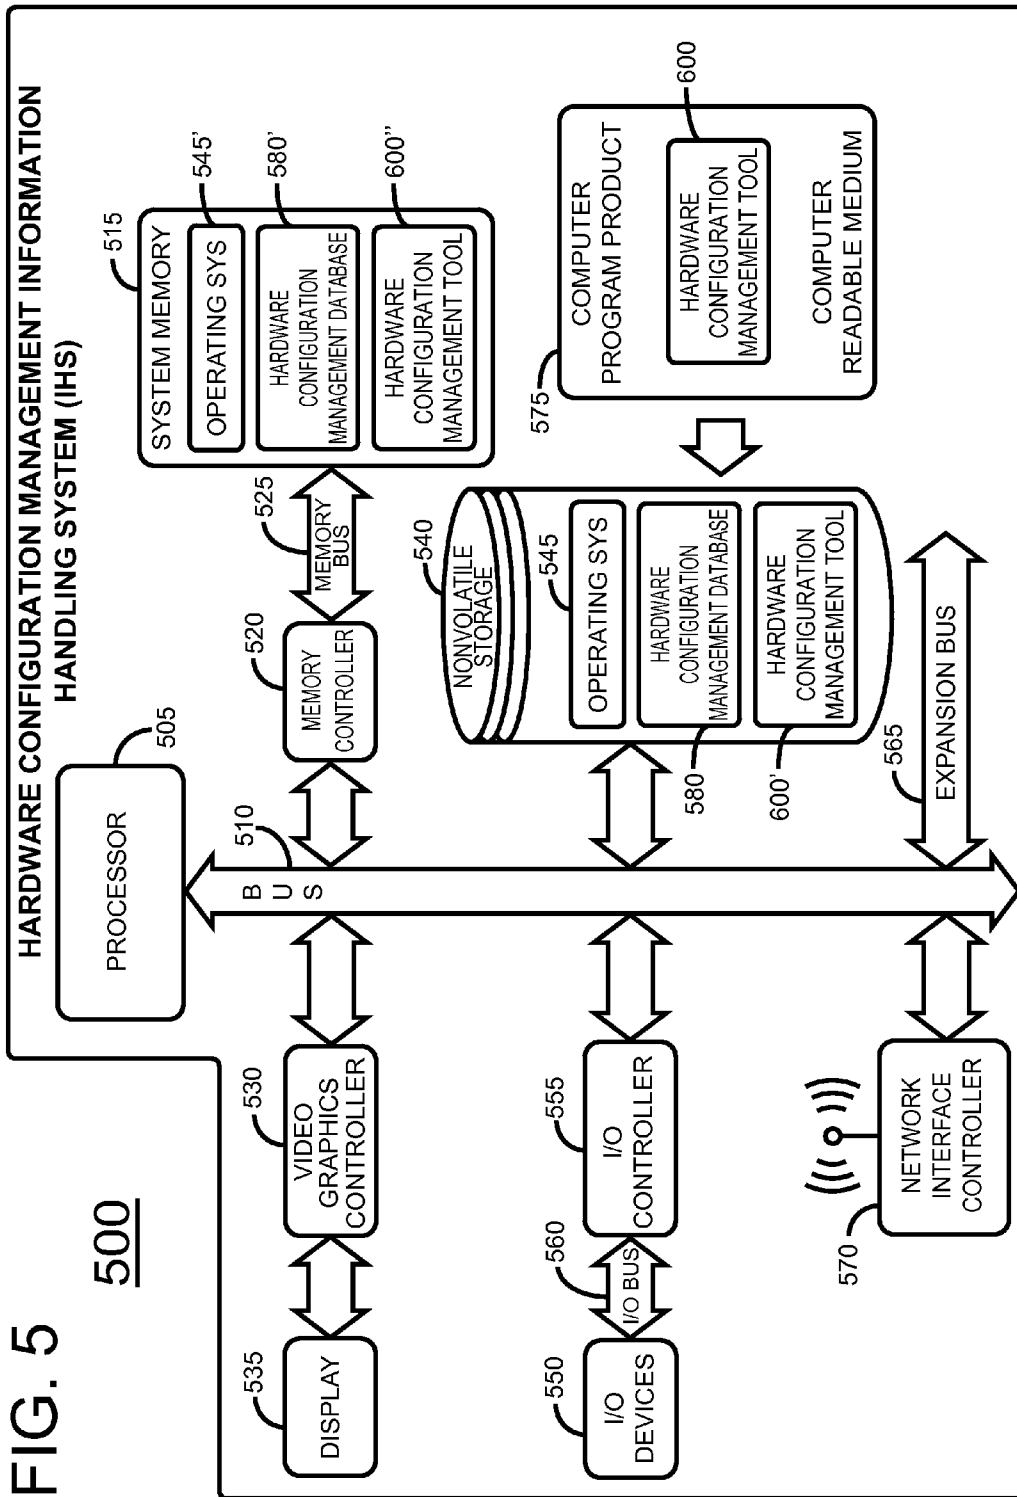 FIG. 5
500
HARDWARE CONFIGURATION MANAGEMENT INFORMATION
HANDLING SYSTEM (IHS)
PROCESSOR
505
BUS
510
535
DISPLAY
530
VIDEO
GRAPHICS
CONTROLLER
520
MEMORY
CONTROLLER
525
MEMORY
BUS
515
SYSTEM MEMORY
OPERATING SYS
545'
HARDWARE
CONFIGURATION
MANAGEMENT DATABASE
580'
HARDWARE
CONFIGURATION
MANAGEMENT TOOL
600''
550
I/O
DEVICES
560
I/O BUS
555
I/O
CONTROLLER
540
NONVOLATILE
STORAGE
545
OPERATING SYS
HARDWARE
CONFIGURATION
MANAGEMENT DATABASE
580
HARDWARE
CONFIGURATION
MANAGEMENT TOOL
600'
575
COMPUTER
PROGRAM PRODUCT
HARDWARE
CONFIGURATION
MANAGEMENT TOOL
600
COMPUTER
READABLE MEDIUM
570
NETWORK
INTERFACE
CONTROLLER
565
EXPANSION BUS